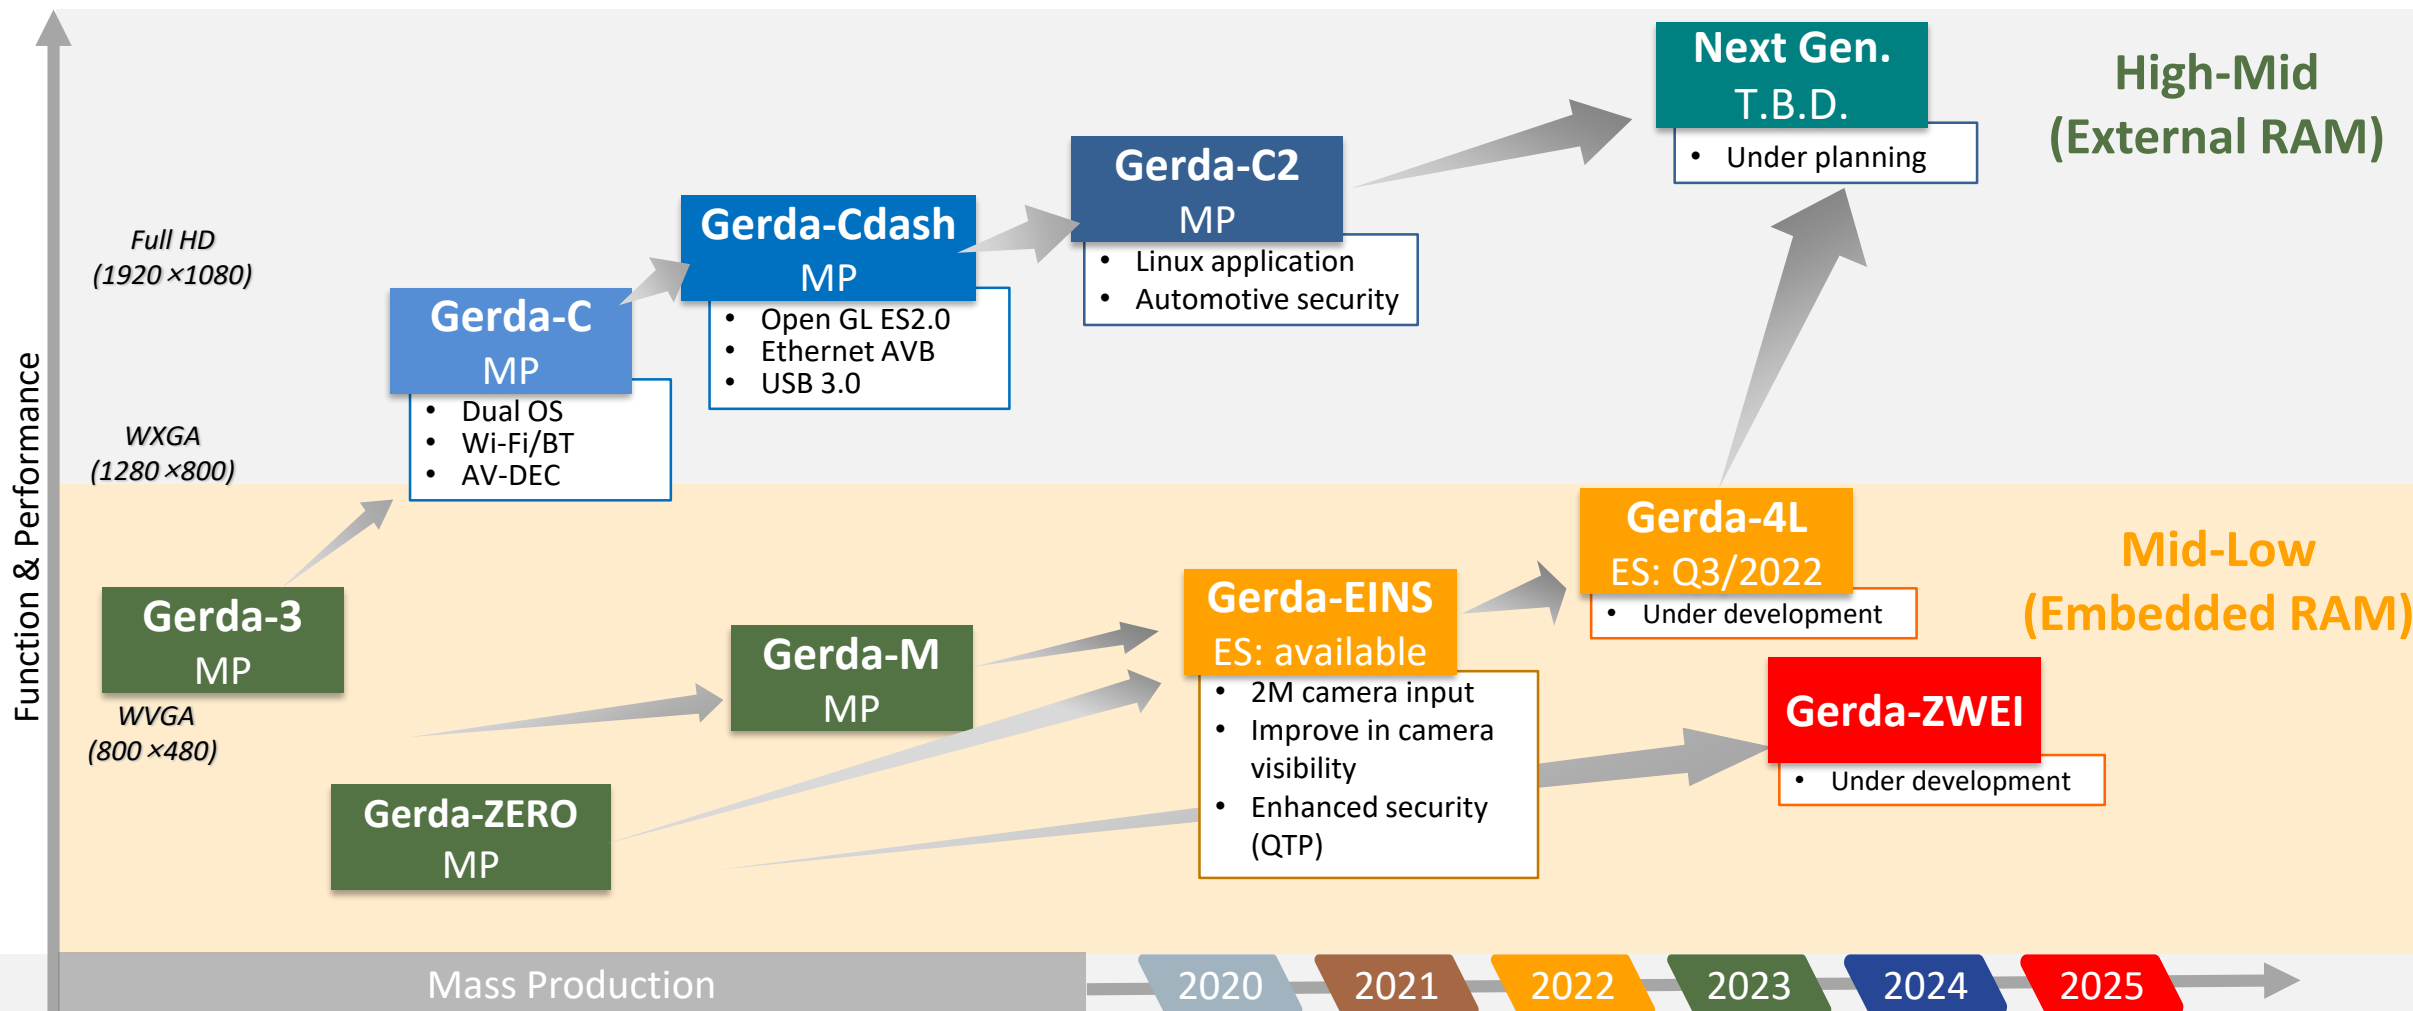 Function & Performance
Full HD
(1920×1080)
WXGA
(1280×800)
WVGA
(800×480)
High-Mid
(External RAM)
Mid-Low
(Embedded RAM)
Next Gen.
T.B.D.
• Under planning
Gerda-C2
MP
• Linux application
• Automotive security
Gerda-Cdash
MP
• Open GL ES2.0
• Ethernet AVB
• USB 3.0
Gerda-C
MP
• Dual OS
• Wi-Fi/BT
• AV-DEC
Gerda-3
MP
Gerda-M
MP
Gerda-ZERO
MP
Gerda-EINS
ES: available
• 2M camera input
• Improve in camera
visibility
• Enhanced security
(QTP)
Gerda-4L
ES: Q3/2022
• Under development
Gerda-ZWEI
• Under development
Mass Production
2020
2021
2022
2023
2024
2025